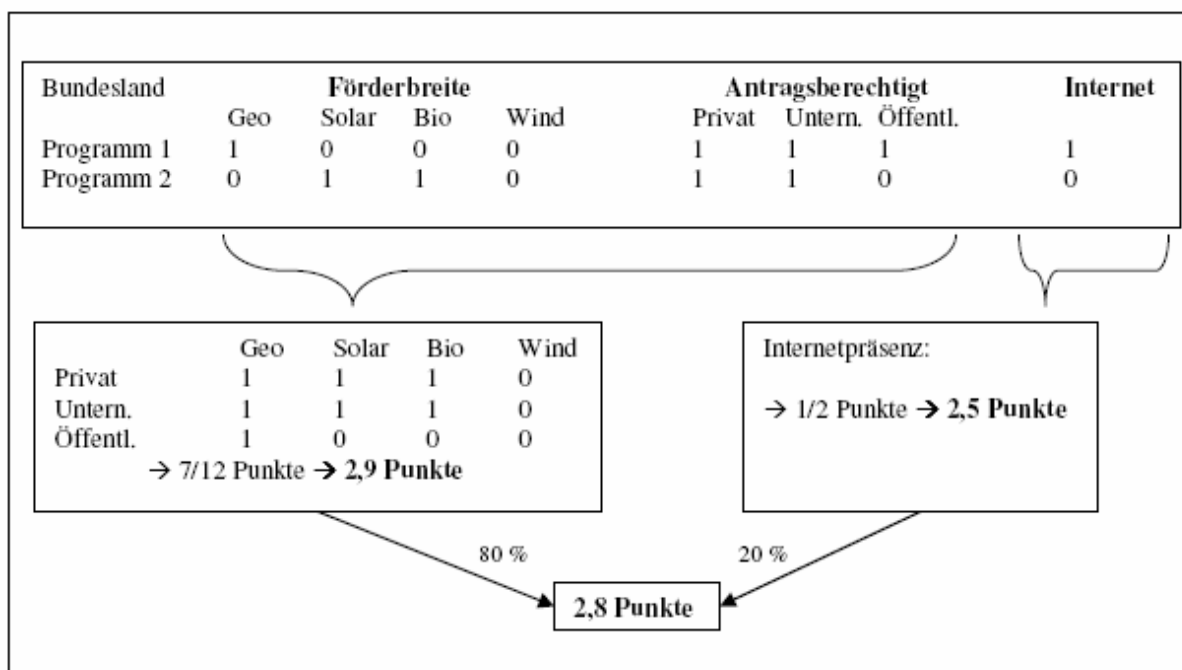 Bundesland Förderbreite Antragsberechtigt Internet
Geo Solar Bio Wind Privat Untern. Öffentl.
Programm 1 1 0 0 0 1 1 1 1
Programm 2 0 1 1 0 1 1 0 0
Geo Solar Bio Wind
Privat 1 1 1 0
Untern. 1 1 1 0
Öffentl. 1 0 0 0
→ 7/12 Punkte → 2,9 Punkte
Internetpräsenz:
→ 1/2 Punkte → 2,5 Punkte
80 % 20 %
2,8 Punkte